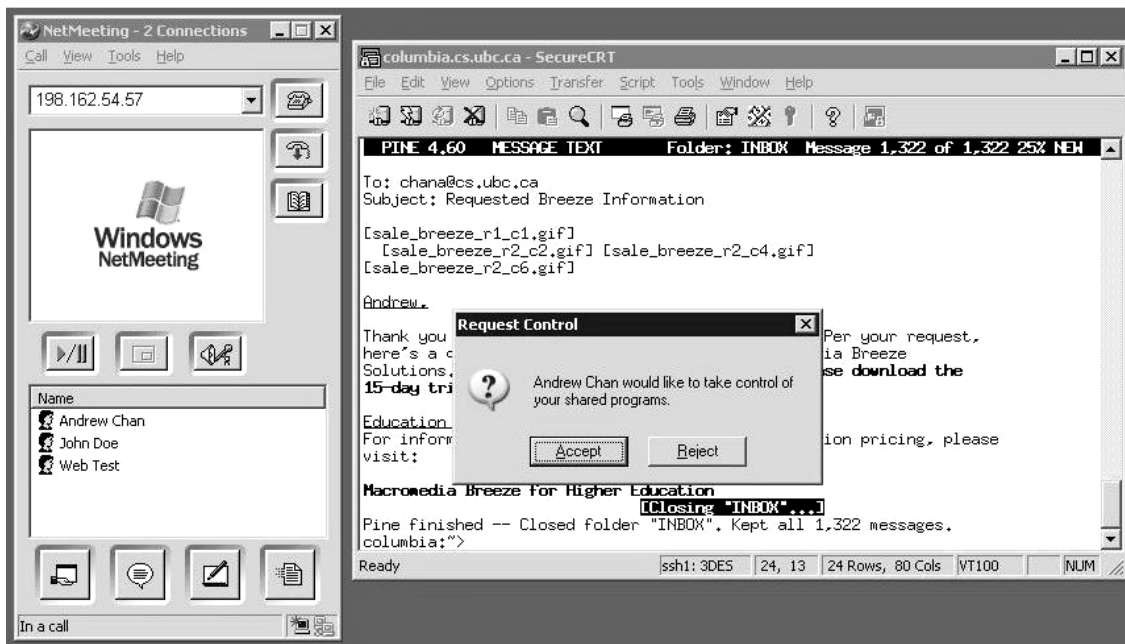 NetMeeting - 2 Connections
Call View Tools Help
198.162.54.57
Windows
NetMeeting
Name
Andrew Chan
John Doe
Web Test
In a call
columbia.cs.ubc.ca - SecureCRT
File Edit View Options Transfer Script Tools Window Help
PINE 4.60 MESSAGE TEXT Folder: INBOX Message 1,322 of 1,322 25% NEW
To: chana@cs.ubc.ca
Subject: Requested Breeze Information
[sale_breeze_r1_c1.gif]
[sale_breeze_r2_c2.gif] [sale_breeze_r2_c4.gif]
[sale_breeze_r2_c6.gif]
Andrew,
Thank you Per your request,
here's a ia Breeze
Solutions. se download the
15-day tri
Education
For inform ion pricing, please
visit:
Macromedia Breeze for Higher Education
[Closing "INBOX"...]
Pine finished -- Closed folder "INBOX". Kept all 1,322 messages.
columbia:~>
Ready ssh1: 3DES 24, 13 24 Rows, 80 Cols VT100 NUM
Request Control
Andrew Chan would like to take control of
your shared programs.
Accept Reject